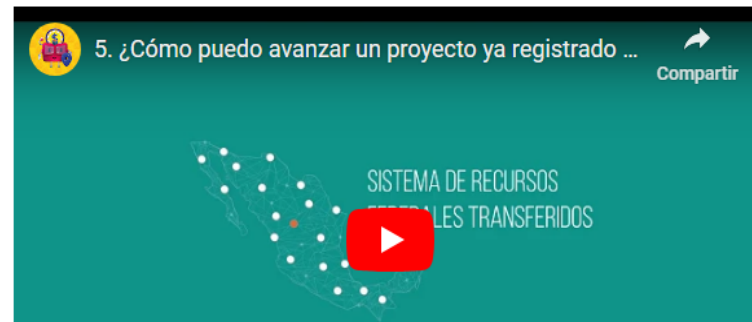 5. ¿Cómo puedo avanzar un proyecto ya registrado ...
Compartir
SISTEMA DE RECURSOS
FEDERALES TRANSFERIDOS